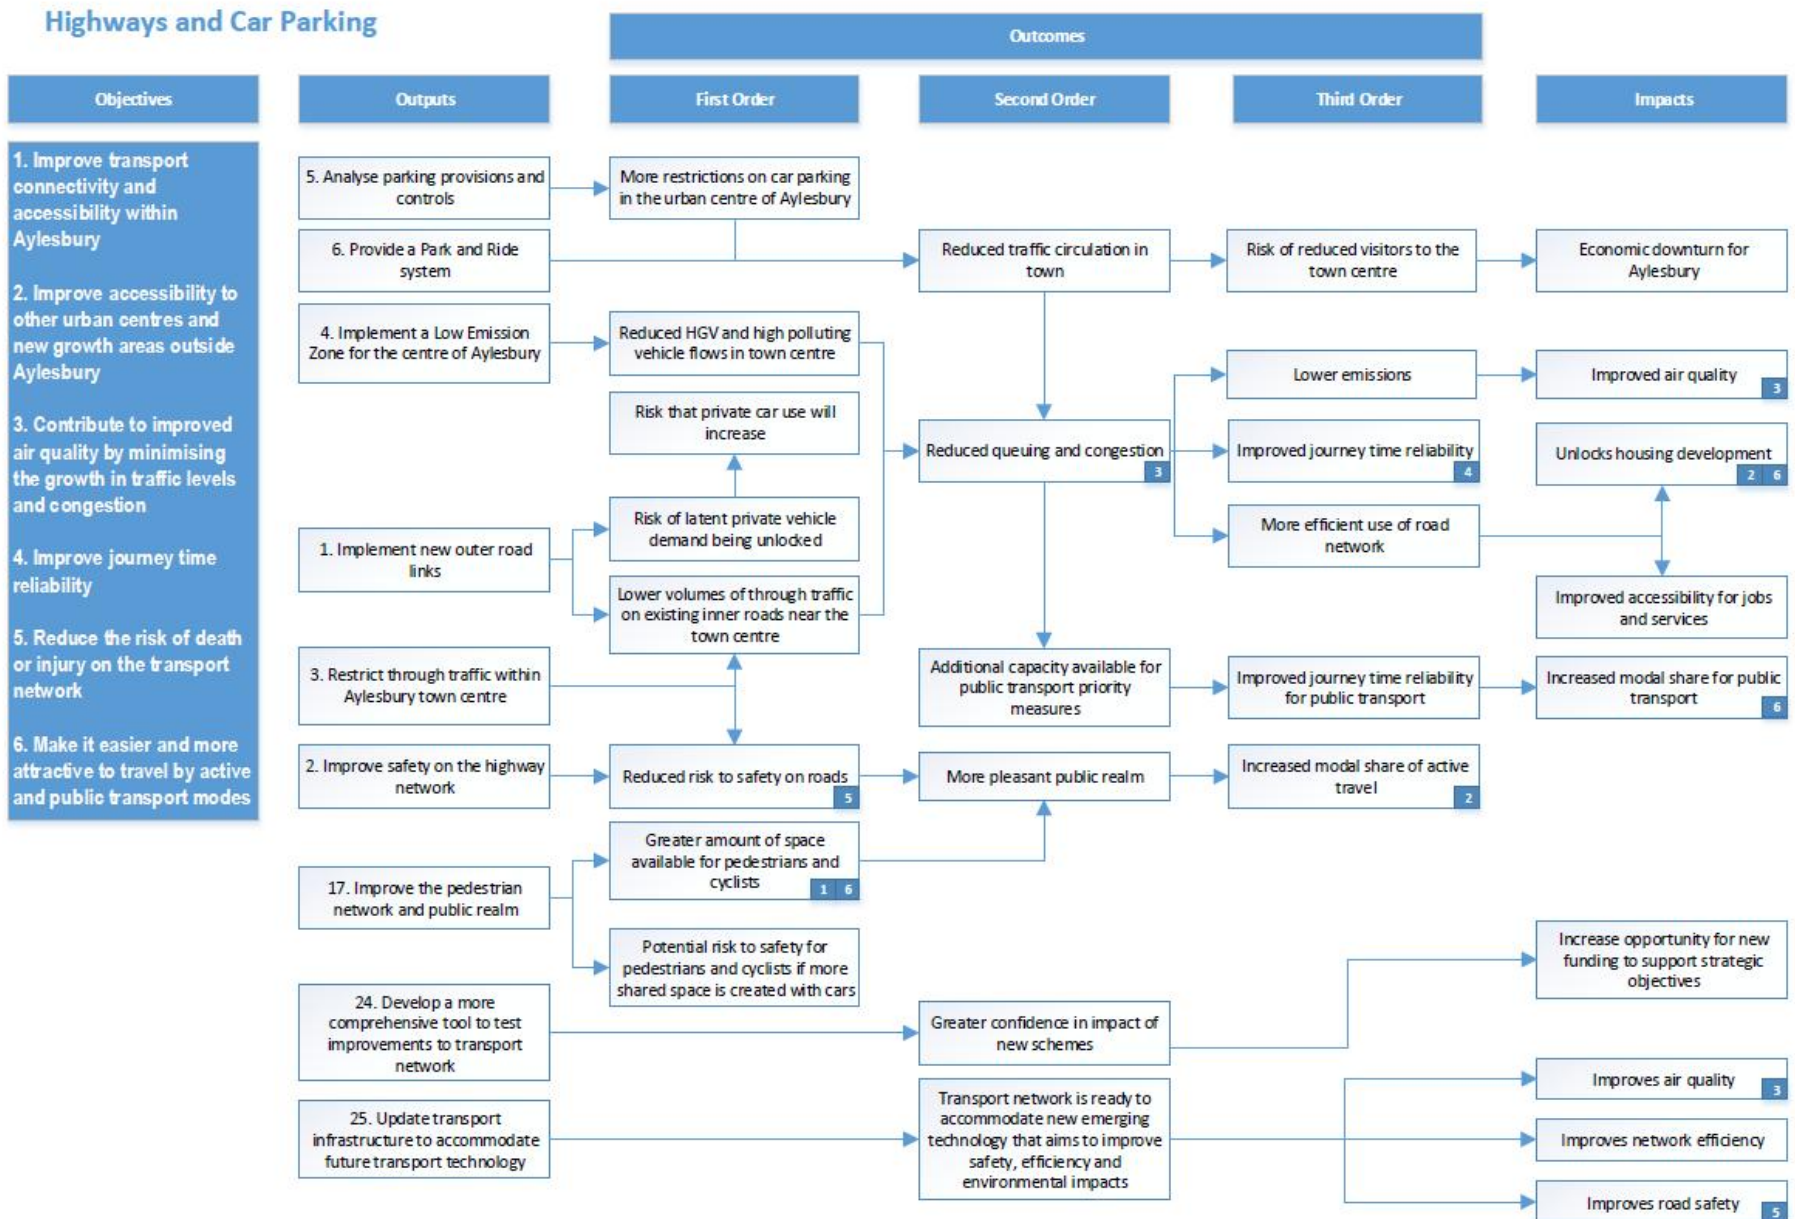 Highways and Car Parking
Outcomes
Objectives
Outputs
First Order
Second Order
Third Order
Impacts
1. Improve transport
connectivity and
accessibility within
Aylesbury
2. Improve accessibility to
other urban centres and
new growth areas outside
Aylesbury
3. Contribute to improved
air quality by minimising
the growth in traffic levels
and congestion
4. Improve journey time
reliability
5. Reduce the risk of death
or injury on the transport
network
6. Make it easier and more
attractive to travel by active
and public transport modes
5. Analyse parking provisions and
controls
More restrictions on car parking
in the urban centre of Aylesbury
6. Provide a Park and Ride
system
Reduced traffic circulation in
town
Risk of reduced visitors to the
town centre
Economic downturn for
Aylesbury
4. Implement a Low Emission
Zone for the centre of Aylesbury
Reduced HGV and high polluting
vehicle flows in town centre
Lower emissions
Improved air quality
3
Risk that private car use will
increase
Reduced queuing and congestion
3
Improved journey time reliability
4
Unlocks housing development
2 6
1. Implement new outer road
links
Risk of latent private vehicle
demand being unlocked
More efficient use of road
network
Lower volumes of through traffic
on existing inner roads near the
town centre
Improved accessibility for jobs
and services
3. Restrict through traffic within
Aylesbury town centre
Additional capacity available for
public transport priority
measures
Improved journey time reliability
for public transport
Increased modal share for public
transport
6
2. Improve safety on the highway
network
Reduced risk to safety on roads
5
More pleasant public realm
Increased modal share of active
travel
2
17. Improve the pedestrian
network and public realm
Greater amount of space
available for pedestrians and
cyclists
1 6
Potential risk to safety for
pedestrians and cyclists if more
shared space is created with cars
24. Develop a more
comprehensive tool to test
improvements to transport
network
Greater confidence in impact of
new schemes
Increase opportunity for new
funding to support strategic
objectives
25. Update transport
infrastructure to accommodate
future transport technology
Transport network is ready to
accommodate new emerging
technology that aims to improve
safety, efficiency and
environmental impacts
Improves air quality
3
Improves network efficiency
Improves road safety
5